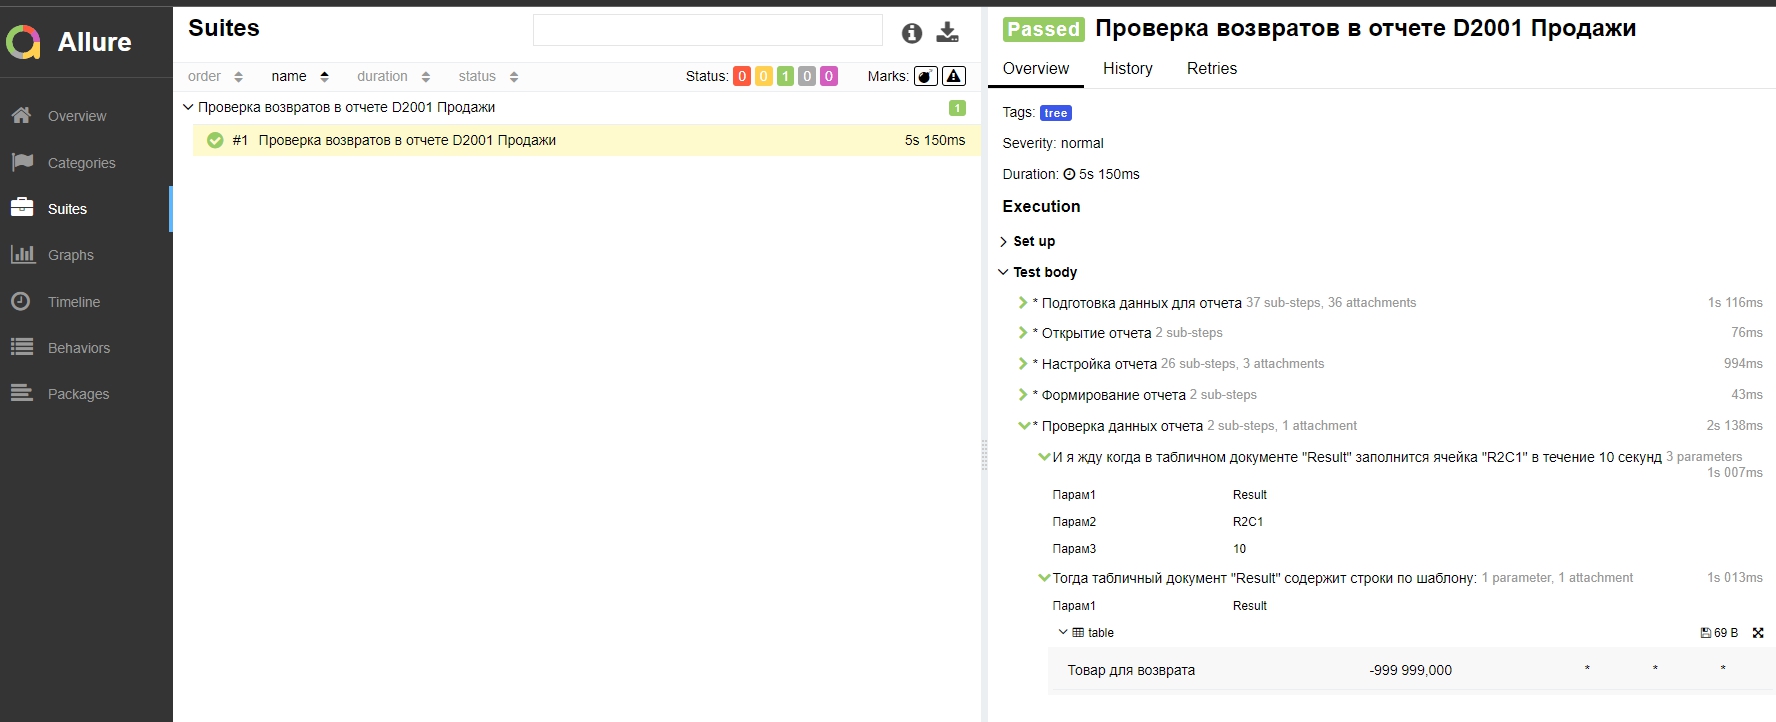 Allure
Overview
Categories
Suites
Graphs
Timeline
Behaviors
Packages
Suites
order name duration status Status: 0 0 1 0 0 Marks:
Проверка возвратов в отчете D2001 Продажи 1
#1 Проверка возвратов в отчете D2001 Продажи 5s 150ms
Passed Проверка возвратов в отчете D2001 Продажи
Overview History Retries
Tags: tree
Severity: normal
Duration: 5s 150ms
Execution
Set up
Test body
* Подготовка данных для отчета 37 sub-steps, 36 attachments 1s 116ms
* Открытие отчета 2 sub-steps 76ms
* Настройка отчета 26 sub-steps, 3 attachments 994ms
* Формирование отчета 2 sub-steps 43ms
* Проверка данных отчета 2 sub-steps, 1 attachment 2s 138ms
И я жду когда в табличном документе "Result" заполнится ячейка "R2C1" в течение 10 секунд 3 parameters
1s 007ms
Парам1 Result
Парам2 R2C1
Парам3 10
Тогда табличный документ "Result" содержит строки по шаблону: 1 parameter, 1 attachment 1s 013ms
Парам1 Result
table 69 B
Товар для возврата -999 999,000 * * *